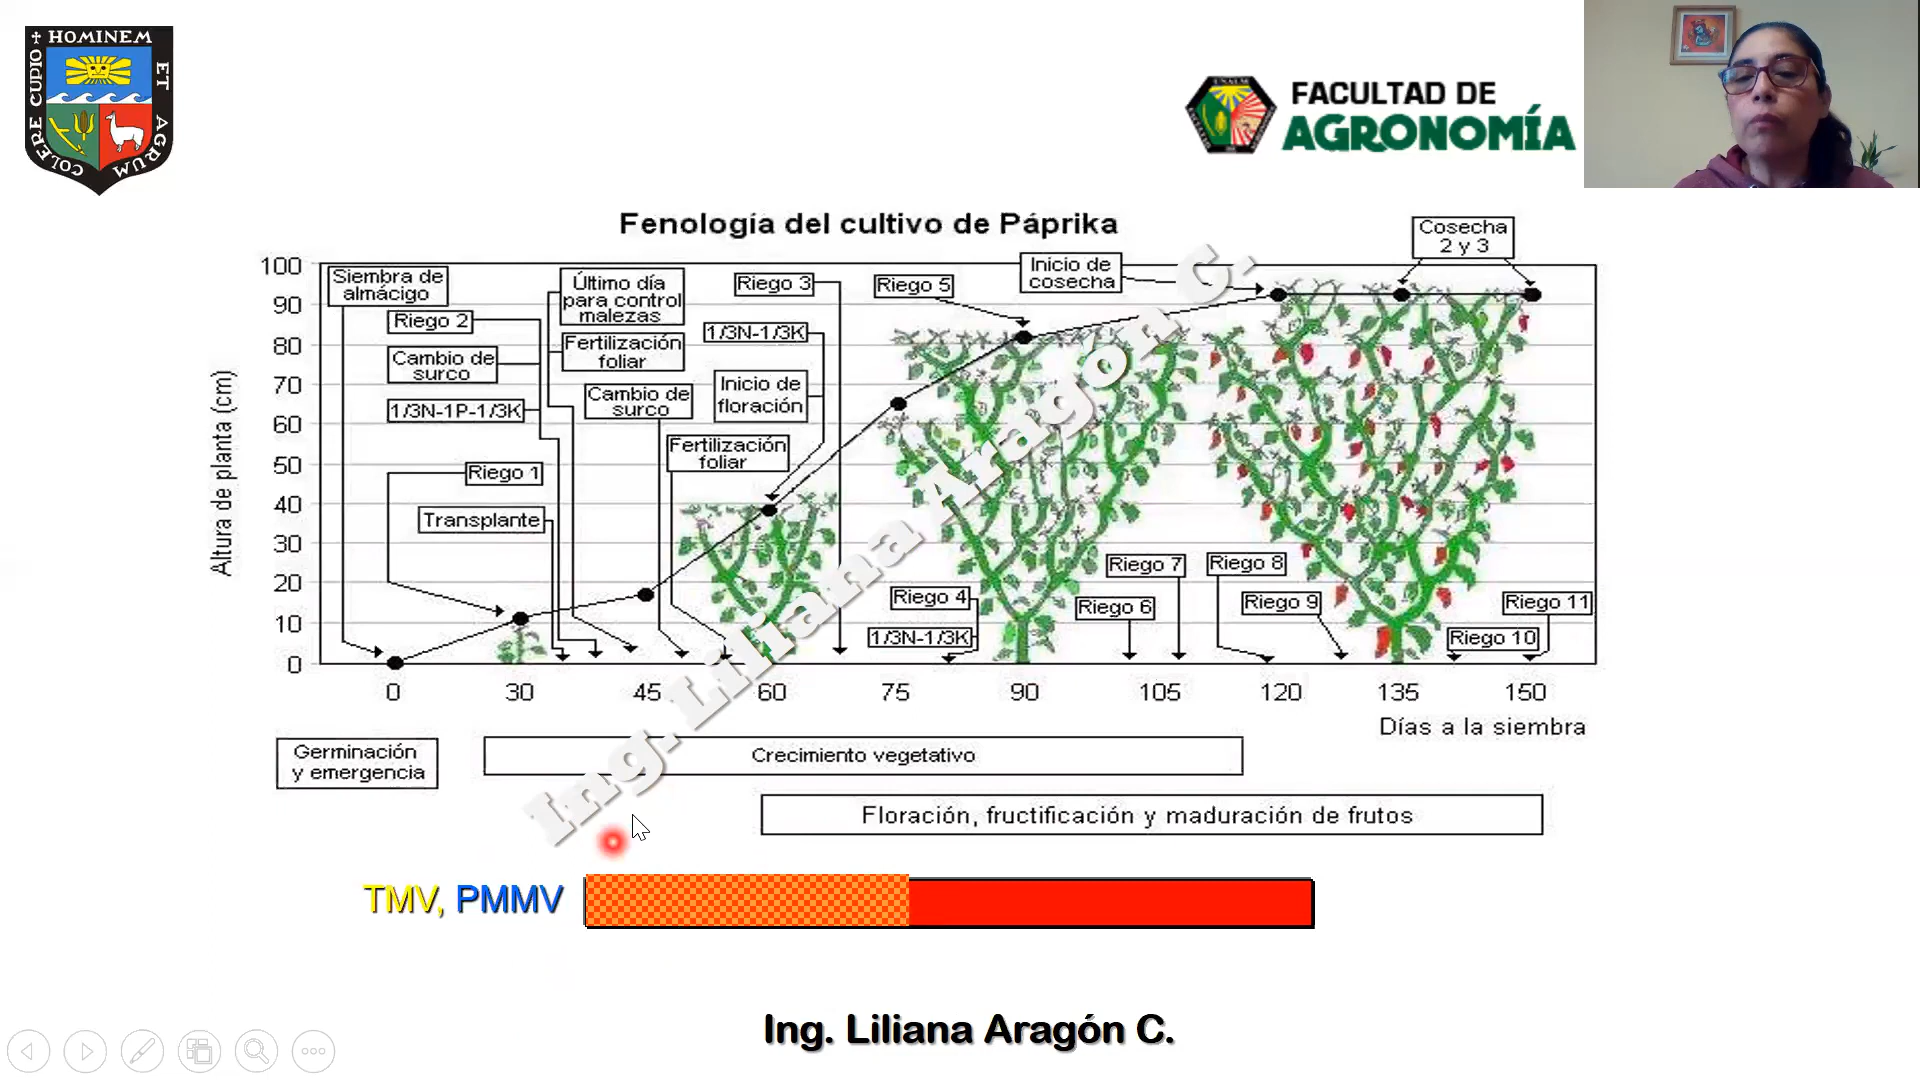 HOMINEM
ET
AGRUM
COLERE CUPIO
FACULTAD DE
AGRONOMÍA
Fenología del cultivo de Páprika
Cosecha
2 y 3
Inicio de
cosecha
Siembra de
almácigo
Último día
para control
malezas
Riego 3
Riego 5
Riego 2
1/3N-1/3K
Cambio de
surco
Fertilización
foliar
Inicio de
floración
Cambio de
surco
1/3N-1P-1/3K
Fertilización
foliar
Riego 1
Transplante
Riego 7
Riego 8
Riego 4
Riego 6
Riego 9
Riego 11
1/3N-1/3K
Riego 10
Altura de planta (cm)
100
90
80
70
60
50
40
30
20
10
0
0 30 45 60 75 90 105 120 135 150
Días a la siembra
Germinación
y emergencia
Crecimiento vegetativo
Floración, fructificación y maduración de frutos
Ing. Liliana Aragón C.
TMV, PMMV
Ing. Liliana Aragón C.